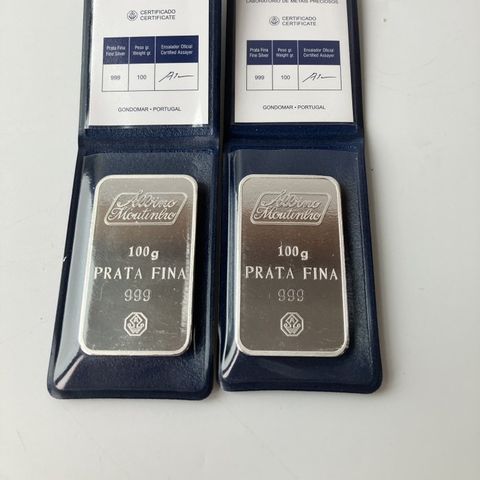 CERTIFICADO
CERTIFICATE
Prata Fina
Fine Silver
Peso gr.
Weight gr.
Ensaiador Oficial
Certified Assayer
999
100
GONDOMAR • PORTUGAL
LABORATÓRIO DE METAIS PRECIOSOS
CERTIFICADO
CERTIFICATE
Prata Fina
Fine Silver
Peso gr.
Weight gr.
Ensaiador Oficial
Certified Assayer
999
100
GONDOMAR • PORTUGAL
Albino
Moutinho
100g
PRATA FINA
999
Albino
Moutinho
100g
PRATA FINA
999